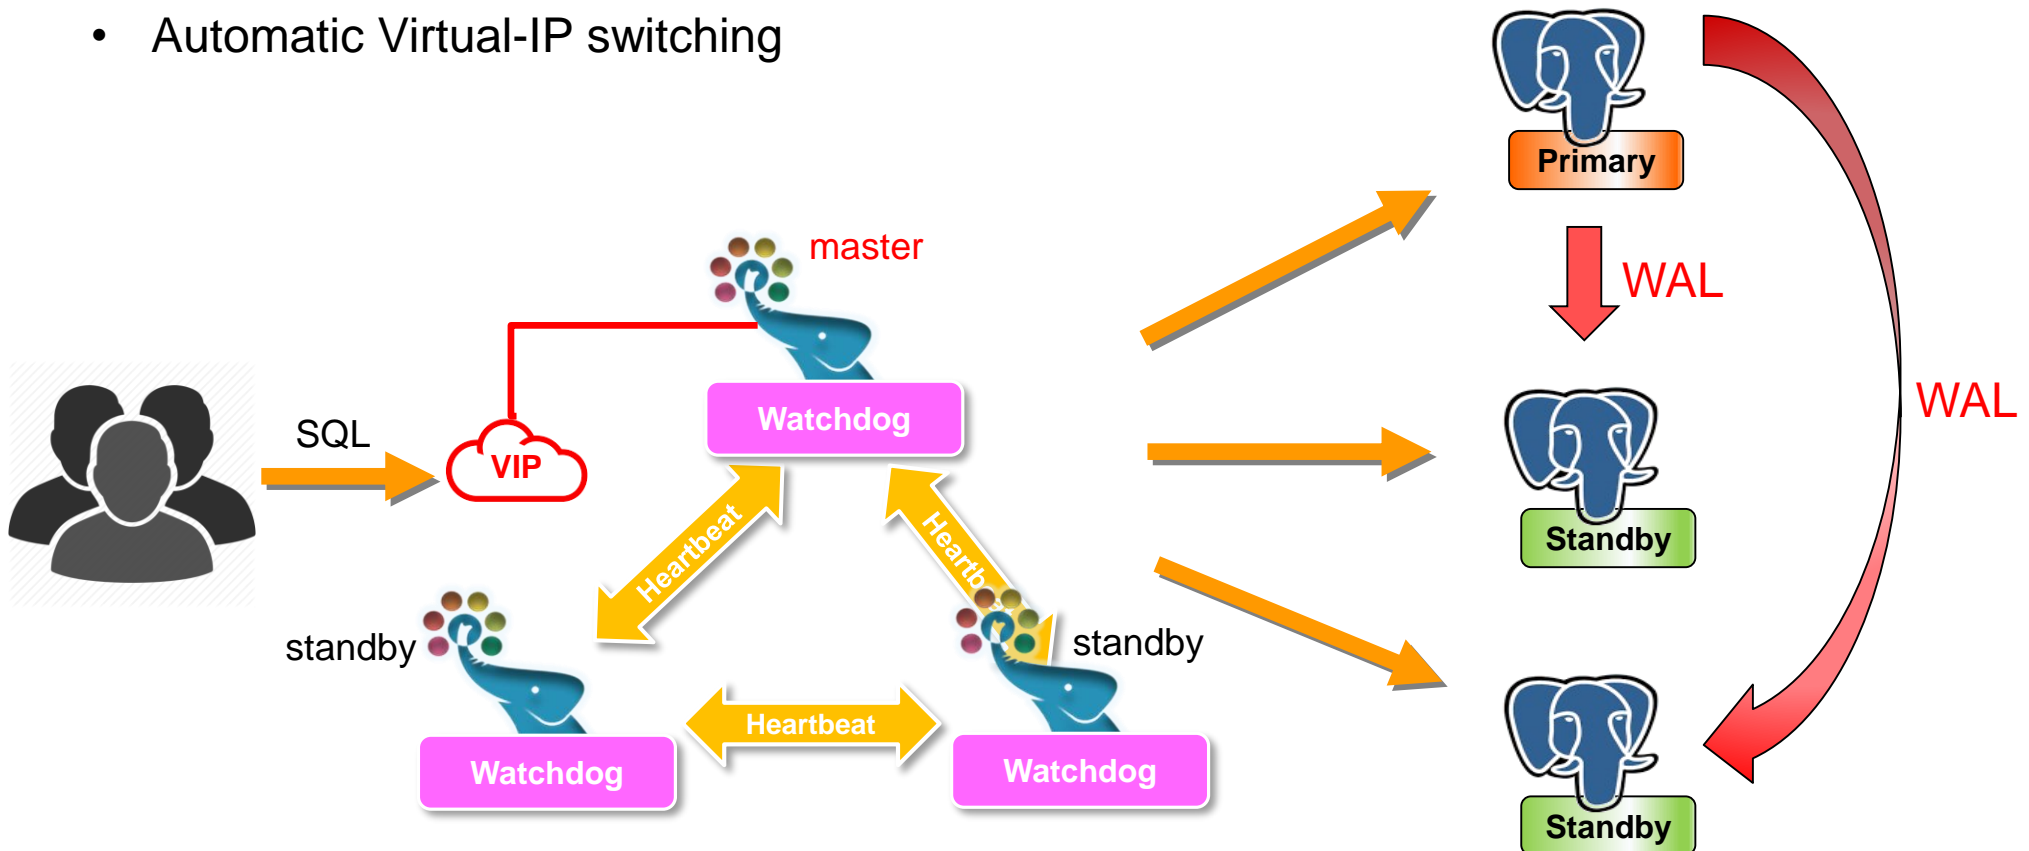 • Automatic Virtual-IP switching
Primary
master
WAL
WAL
Watchdog
SQL
VIP
Heartbeat
Heartbeat
Standby
standby
standby
Heartbeat
Watchdog
Watchdog
Standby